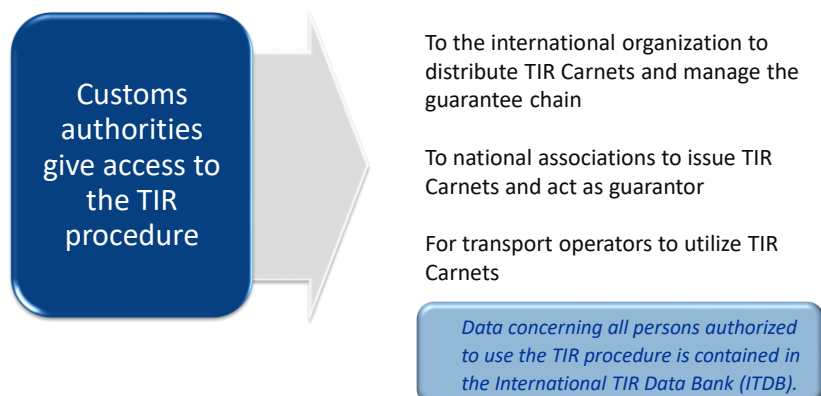 Customs
authorities
give access to
the TIR
procedure
To the international organization to
distribute TIR Carnets and manage the
guarantee chain
To national associations to issue TIR
Carnets and act as guarantor
For transport operators to utilize TIR
Carnets
Data concerning all persons authorized
to use the TIR procedure is contained in
the International TIR Data Bank (ITDB).